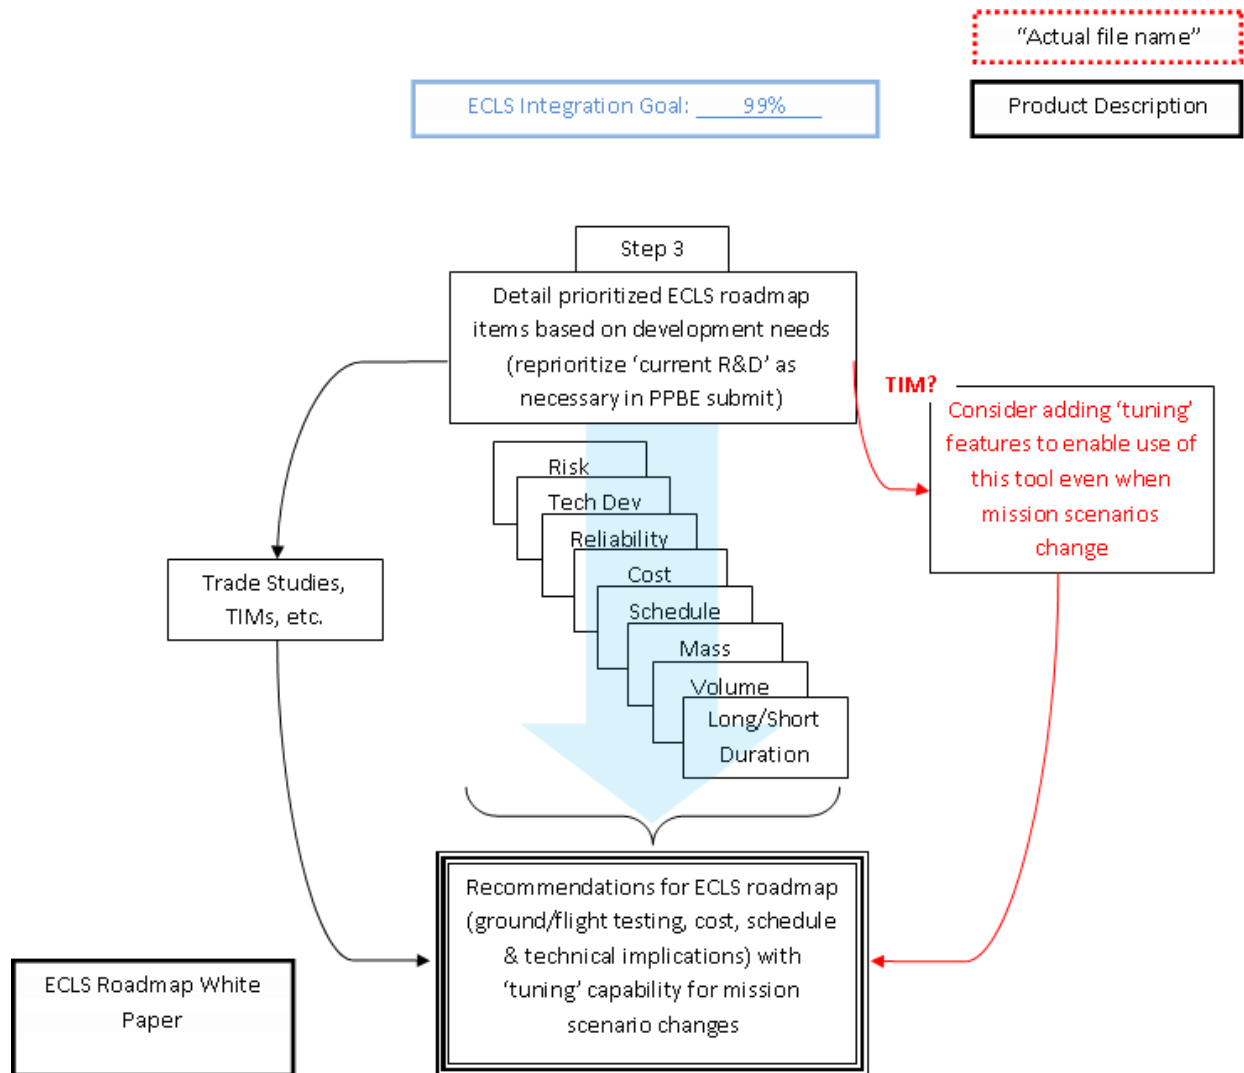 “Actual file name”
ECLS Integration Goal: 99%
Product Description
Step 3
Detail prioritized ECLS roadmap
items based on development needs
(reprioritize ‘current R&D’ as
necessary in PPBE submit)
TIM?
Consider adding ‘tuning’
features to enable use of
this tool even when
mission scenarios
change
Risk
Tech Dev
Reliability
Cost
Schedule
Mass
Volume
Long/Short
Duration
Trade Studies,
TIMs, etc.
Recommendations for ECLS roadmap
(ground/flight testing, cost, schedule
& technical implications) with
‘tuning’ capability for mission
scenario changes
ECLS Roadmap White
Paper